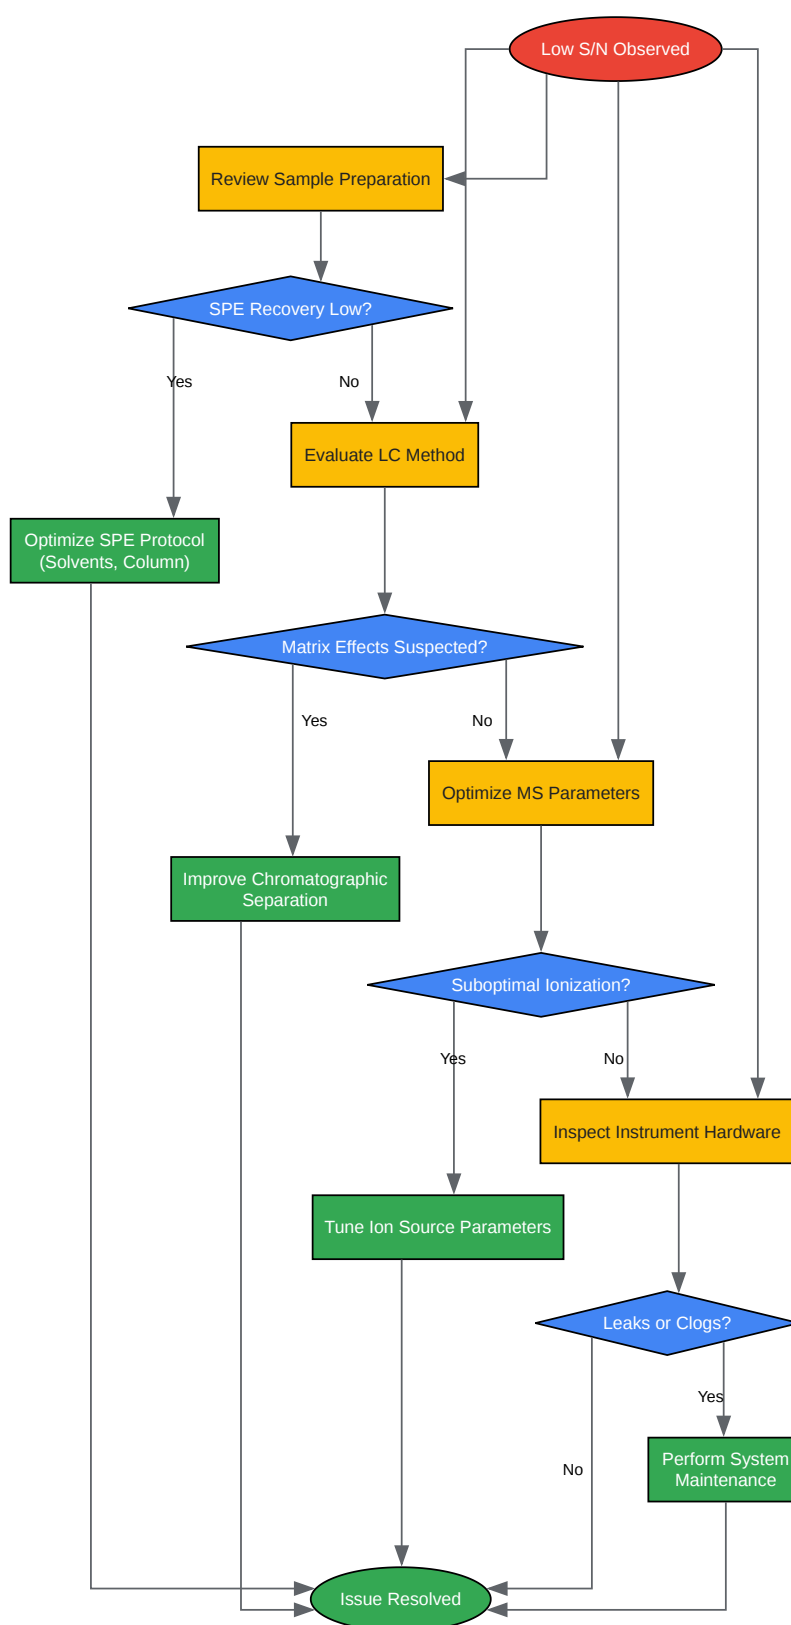 Low S/N Observed
Review Sample Preparation
SPE Recovery Low?
Yes
No
Evaluate LC Method
Optimize SPE Protocol
(Solvents, Column)
Matrix Effects Suspected?
Yes
No
Optimize MS Parameters
Improve Chromatographic
Separation
Suboptimal Ionization?
Yes
No
Inspect Instrument Hardware
Tune Ion Source Parameters
Leaks or Clogs?
Yes
No
Perform System
Maintenance
Issue Resolved